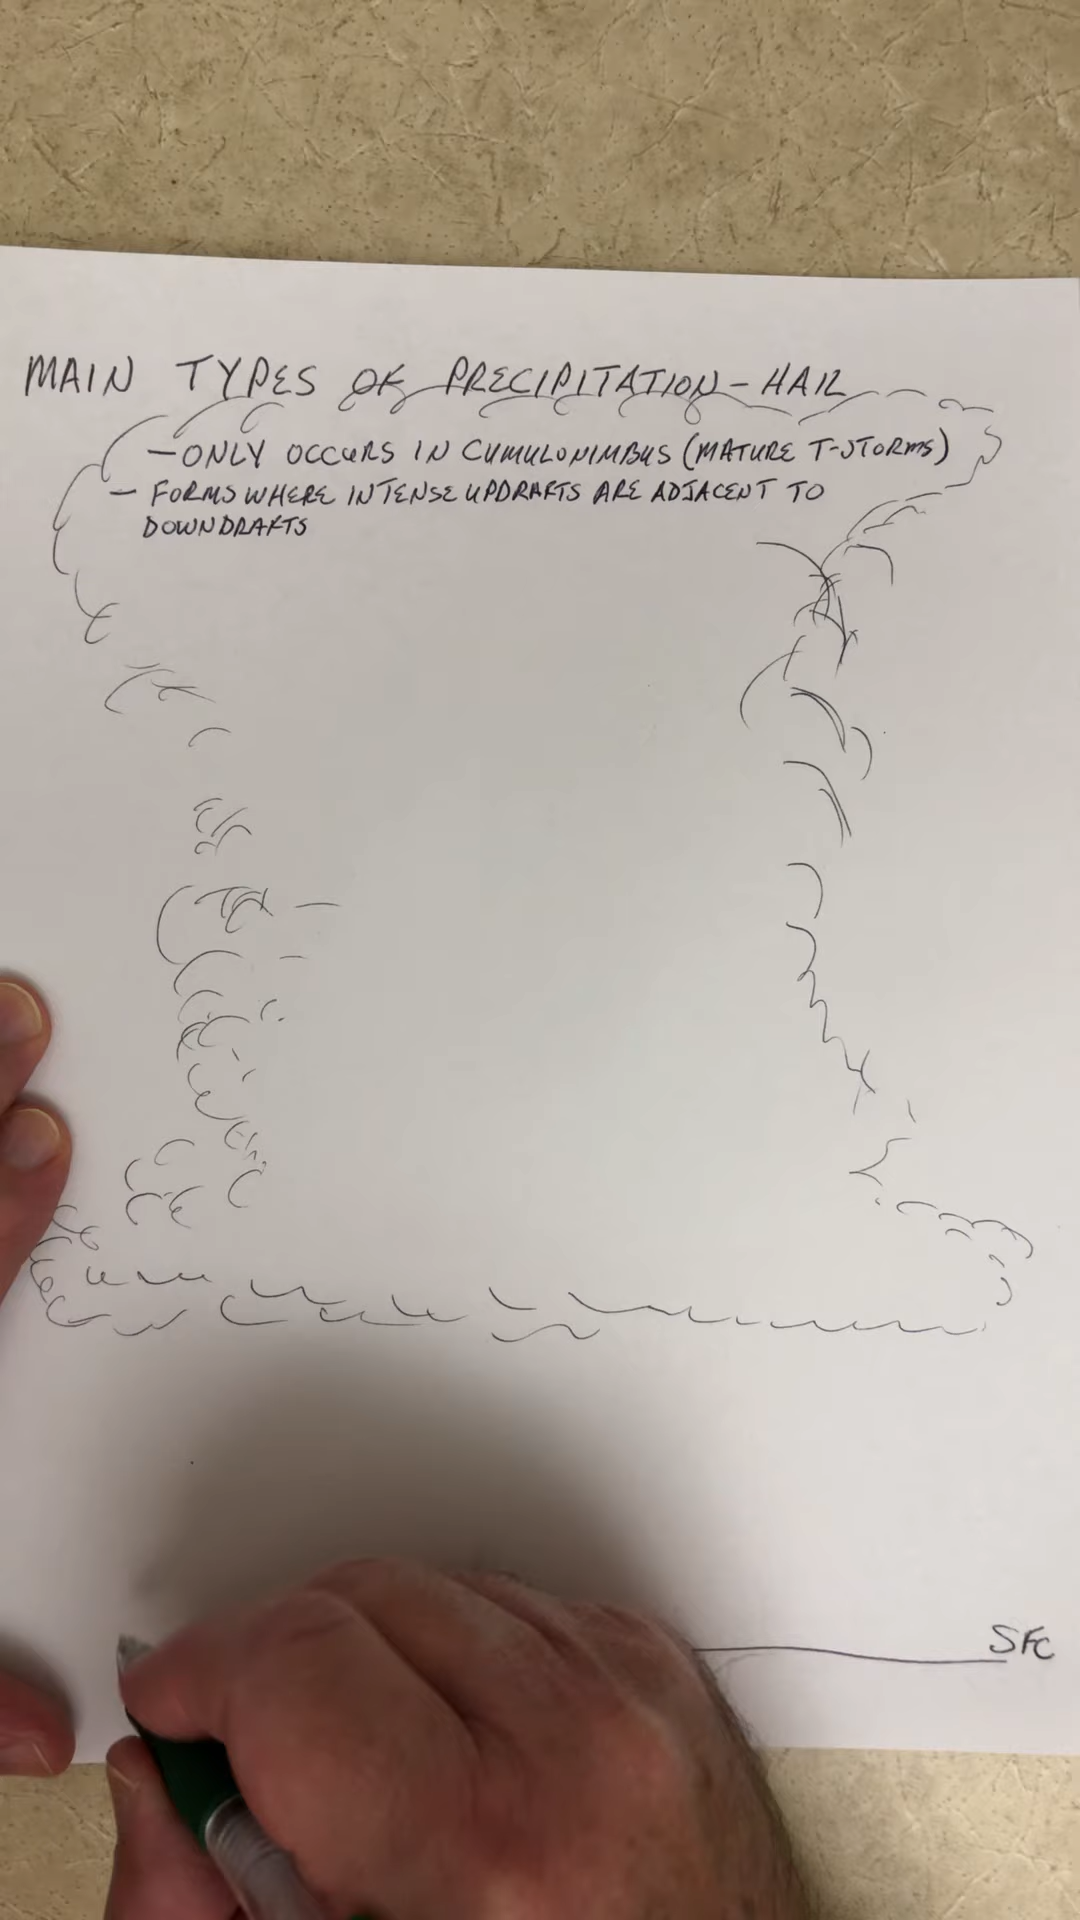 MAIN TYPES OF PRECIPITATION - HAIL
- ONLY OCCURS IN CUMULONIMBUS (MATURE T-STORMS)
- FORMS WHERE INTENSE UPDRAFTS ARE ADJACENT TO
DOWNDRAFTS
SFC